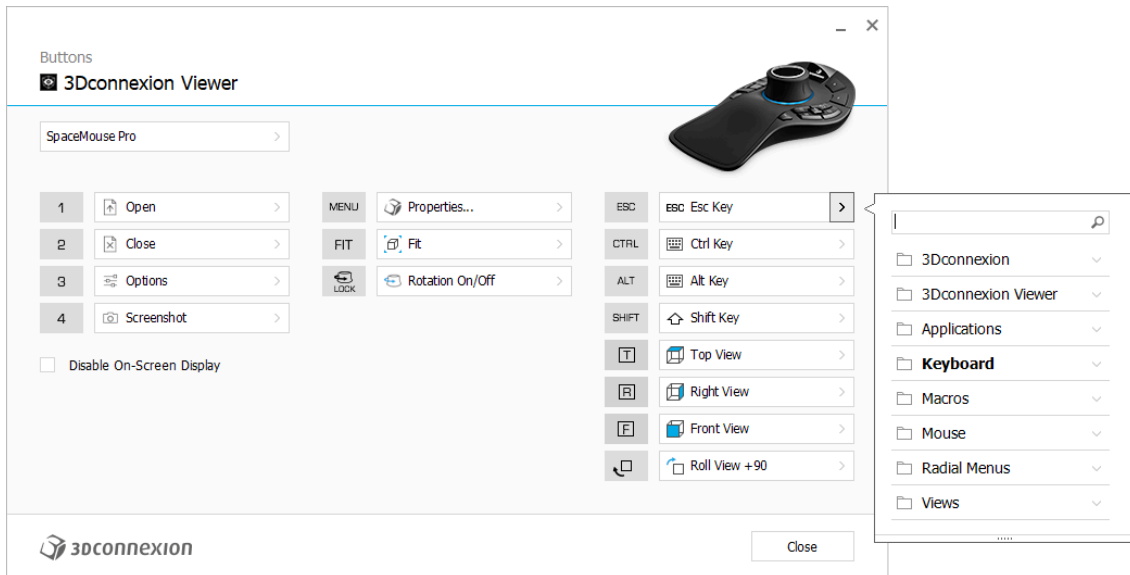 Buttons
3Dconnexion Viewer
SpaceMouse Pro
1 Open
2 Close
3 Options
4 Screenshot
Disable On-Screen Display
MENU Properties...
FIT Fit
LOCK Rotation On/Off
ESC ESC Esc Key
CTRL Ctrl Key
ALT Alt Key
SHIFT Shift Key
T Top View
R Right View
F Front View
Roll View +90
3Dconnexion
3Dconnexion Viewer
Applications
Keyboard
Macros
Mouse
Radial Menus
Views
3Dconnexion
Close